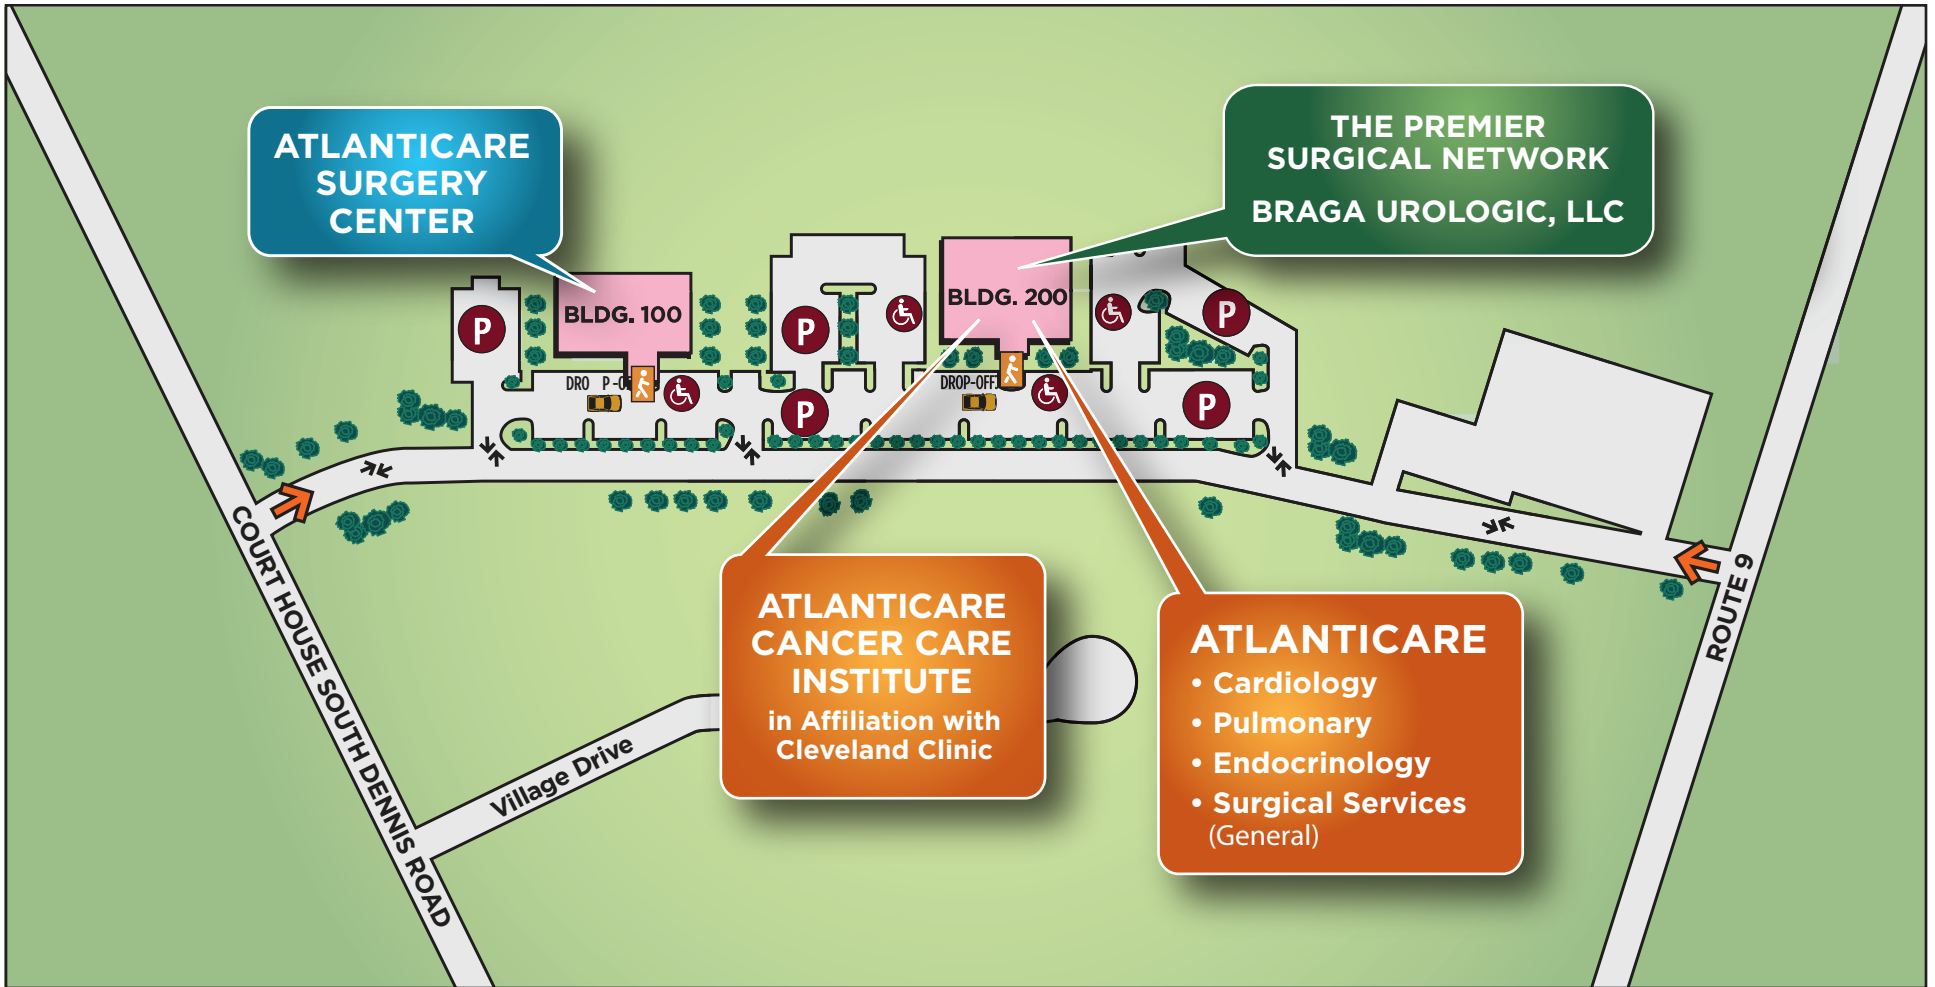 ATLANTICARE
SURGERY
CENTER
THE PREMIER
SURGICAL NETWORK
BRAGA UROLOGIC, LLC
BLDG. 100
BLDG. 200
P
P
P
P
P
DROP-OFF
COURT HOUSE SOUTH DENNIS ROAD
ROUTE 9
Village Drive
ATLANTICARE
CANCER CARE
INSTITUTE
in Affiliation with
Cleveland Clinic
ATLANTICARE
• Cardiology
• Pulmonary
• Endocrinology
• Surgical Services
(General)